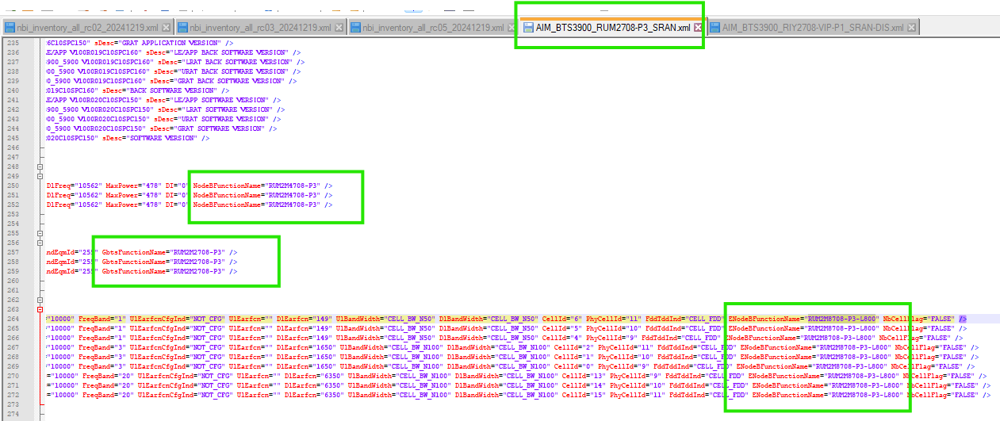 nbi_inventory_all_rc02_20241219.xml
nbi_inventory_all_rc03_20241219.xml
nbi_inventory_all_rc05_20241219.xml
AIM_BTS3900_RUM2708-P3_SRAN.xml
AIM_BTS3900_RIY2708-VIP-P1_SRAN-DIS.xml
235 6C10SPC150" sDesc="GRAT APPLICATION VERSION" />
236 LE/APP V100R019C10SPC160" sDesc="LE/APP BACK SOFTWARE VERSION" />
237 3900_5900 V100R019C10SPC160" sDesc="LRAT BACK SOFTWARE VERSION" />
238 900_5900 V100R019C10SPC160" sDesc="URAT BACK SOFTWARE VERSION" />
239 00_5900 V100R019C10SPC160" sDesc="GRAT BACK SOFTWARE VERSION" />
240 019C10SPC160" sDesc="BACK SOFTWARE VERSION" />
241 LE/APP V100R020C10SPC150" sDesc="LE/APP SOFTWARE VERSION" />
242 3900_5900 V100R020C10SPC150" sDesc="LRAT SOFTWARE VERSION" />
243 900_5900 V100R020C10SPC150" sDesc="URAT SOFTWARE VERSION" />
244 00_5900 V100R020C10SPC150" sDesc="GRAT SOFTWARE VERSION" />
245 020C10SPC150" sDesc="SOFTWARE VERSION" />
246
247
248
249
250 DlFreq="10562" MaxPower="478" DI="0" NodeBFunctionName="RUM2M4708-P3" />
251 DlFreq="10562" MaxPower="478" DI="0" NodeBFunctionName="RUM2M4708-P3" />
252 DlFreq="10562" MaxPower="478" DI="0" NodeBFunctionName="RUM2M4708-P3" />
253
254
255
256
257 ndEqmId="255" GbtsFunctionName="RUM2M2708-P3" />
258 ndEqmId="255" GbtsFunctionName="RUM2M2708-P3" />
259 ndEqmId="255" GbtsFunctionName="RUM2M2708-P3" />
260
261
262
263
264 ="10000" FreqBand="1" UlEarfcnCfgInd="NOT_CFG" UlEarfcn="" DlEarfcn="149" UlBandWidth="CELL_BW_N50" DlBandWidth="CELL_BW_N50" CellId="6" PhyCellId="11" FddTddInd="CELL_FDD" ENodeBFunctionName="RUM2M8708-P3-L800" NbCellFlag="FALSE" />
265 ="10000" FreqBand="1" UlEarfcnCfgInd="NOT_CFG" UlEarfcn="" DlEarfcn="149" UlBandWidth="CELL_BW_N50" DlBandWidth="CELL_BW_N50" CellId="5" PhyCellId="10" FddTddInd="CELL_FDD" ENodeBFunctionName="RUM2M8708-P3-L800" NbCellFlag="FALSE" />
266 ="10000" FreqBand="1" UlEarfcnCfgInd="NOT_CFG" UlEarfcn="" DlEarfcn="149" UlBandWidth="CELL_BW_N50" DlBandWidth="CELL_BW_N50" CellId="4" PhyCellId="9" FddTddInd="CELL_FDD" ENodeBFunctionName="RUM2M8708-P3-L800" NbCellFlag="FALSE" />
267 ="10000" FreqBand="3" UlEarfcnCfgInd="NOT_CFG" UlEarfcn="" DlEarfcn="1650" UlBandWidth="CELL_BW_N100" DlBandWidth="CELL_BW_N100" CellId="2" PhyCellId="11" FddTddInd="CELL_FDD" ENodeBFunctionName="RUM2M8708-P3-L800" NbCellFlag="FALSE" />
268 ="10000" FreqBand="3" UlEarfcnCfgInd="NOT_CFG" UlEarfcn="" DlEarfcn="1650" UlBandWidth="CELL_BW_N100" DlBandWidth="CELL_BW_N100" CellId="1" PhyCellId="10" FddTddInd="CELL_FDD" ENodeBFunctionName="RUM2M8708-P3-L800" NbCellFlag="FALSE" />
269 ="10000" FreqBand="3" UlEarfcnCfgInd="NOT_CFG" UlEarfcn="" DlEarfcn="1650" UlBandWidth="CELL_BW_N100" DlBandWidth="CELL_BW_N100" CellId="0" PhyCellId="9" FddTddInd="CELL_FDD" ENodeBFunctionName="RUM2M8708-P3-L800" NbCellFlag="FALSE" />
270 ="10000" FreqBand="20" UlEarfcnCfgInd="NOT_CFG" UlEarfcn="" DlEarfcn="6350" UlBandWidth="CELL_BW_N100" DlBandWidth="CELL_BW_N100" CellId="13" PhyCellId="9" FddTddInd="CELL_FDD" ENodeBFunctionName="RUM2M8708-P3-L800" NbCellFlag="FALSE" />
271 ="10000" FreqBand="20" UlEarfcnCfgInd="NOT_CFG" UlEarfcn="" DlEarfcn="6350" UlBandWidth="CELL_BW_N100" DlBandWidth="CELL_BW_N100" CellId="14" PhyCellId="10" FddTddInd="CELL_FDD" ENodeBFunctionName="RUM2M8708-P3-L800" NbCellFlag="FALSE" />
272 ="10000" FreqBand="20" UlEarfcnCfgInd="NOT_CFG" UlEarfcn="" DlEarfcn="6350" UlBandWidth="CELL_BW_N100" DlBandWidth="CELL_BW_N100" CellId="15" PhyCellId="11" FddTddInd="CELL_FDD" ENodeBFunctionName="RUM2M8708-P3-L800" NbCellFlag="FALSE" />
273
274